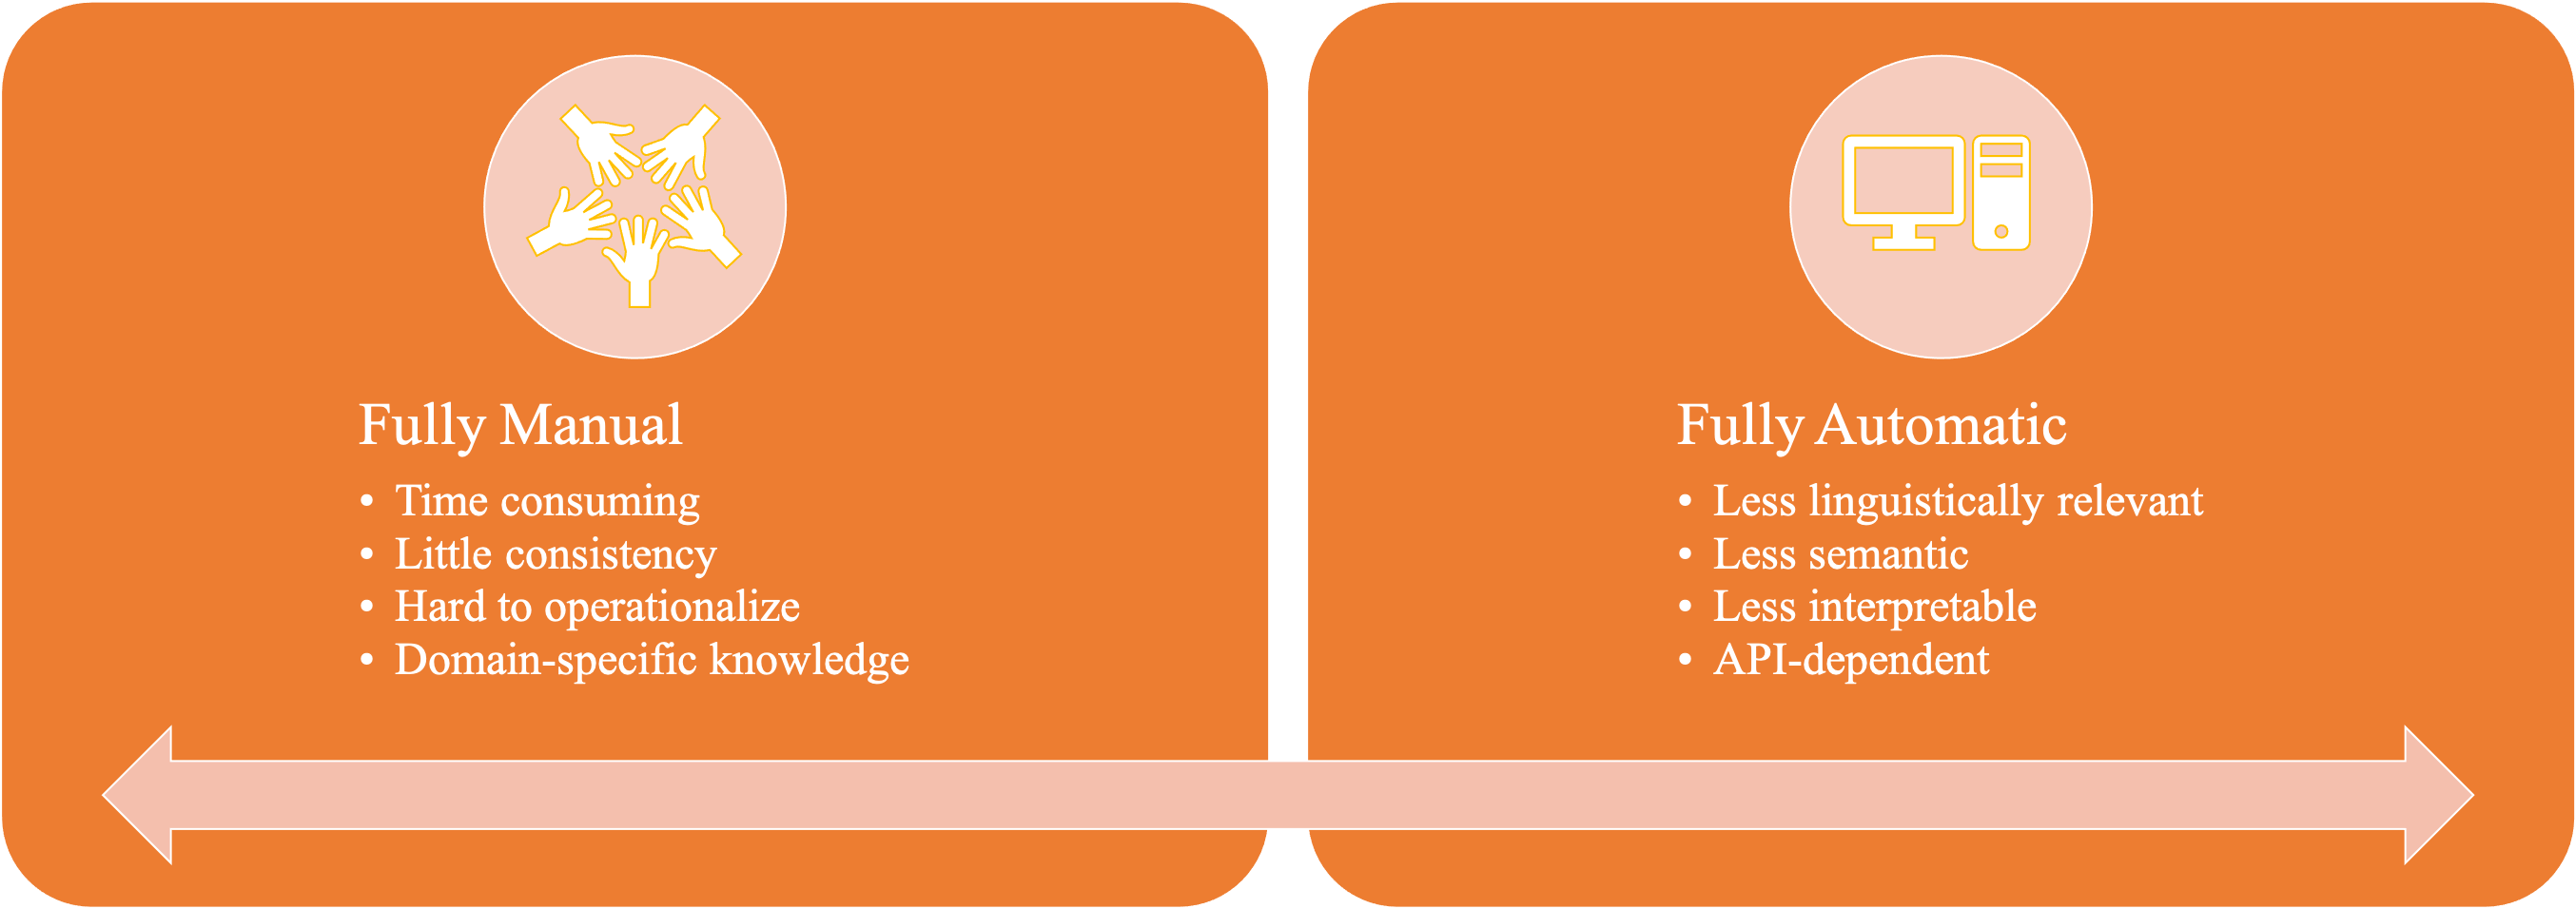 Fully Manual
• Time consuming
• Little consistency
• Hard to operationalize
• Domain-specific knowledge
Fully Automatic
• Less linguistically relevant
• Less semantic
• Less interpretable
• API-dependent